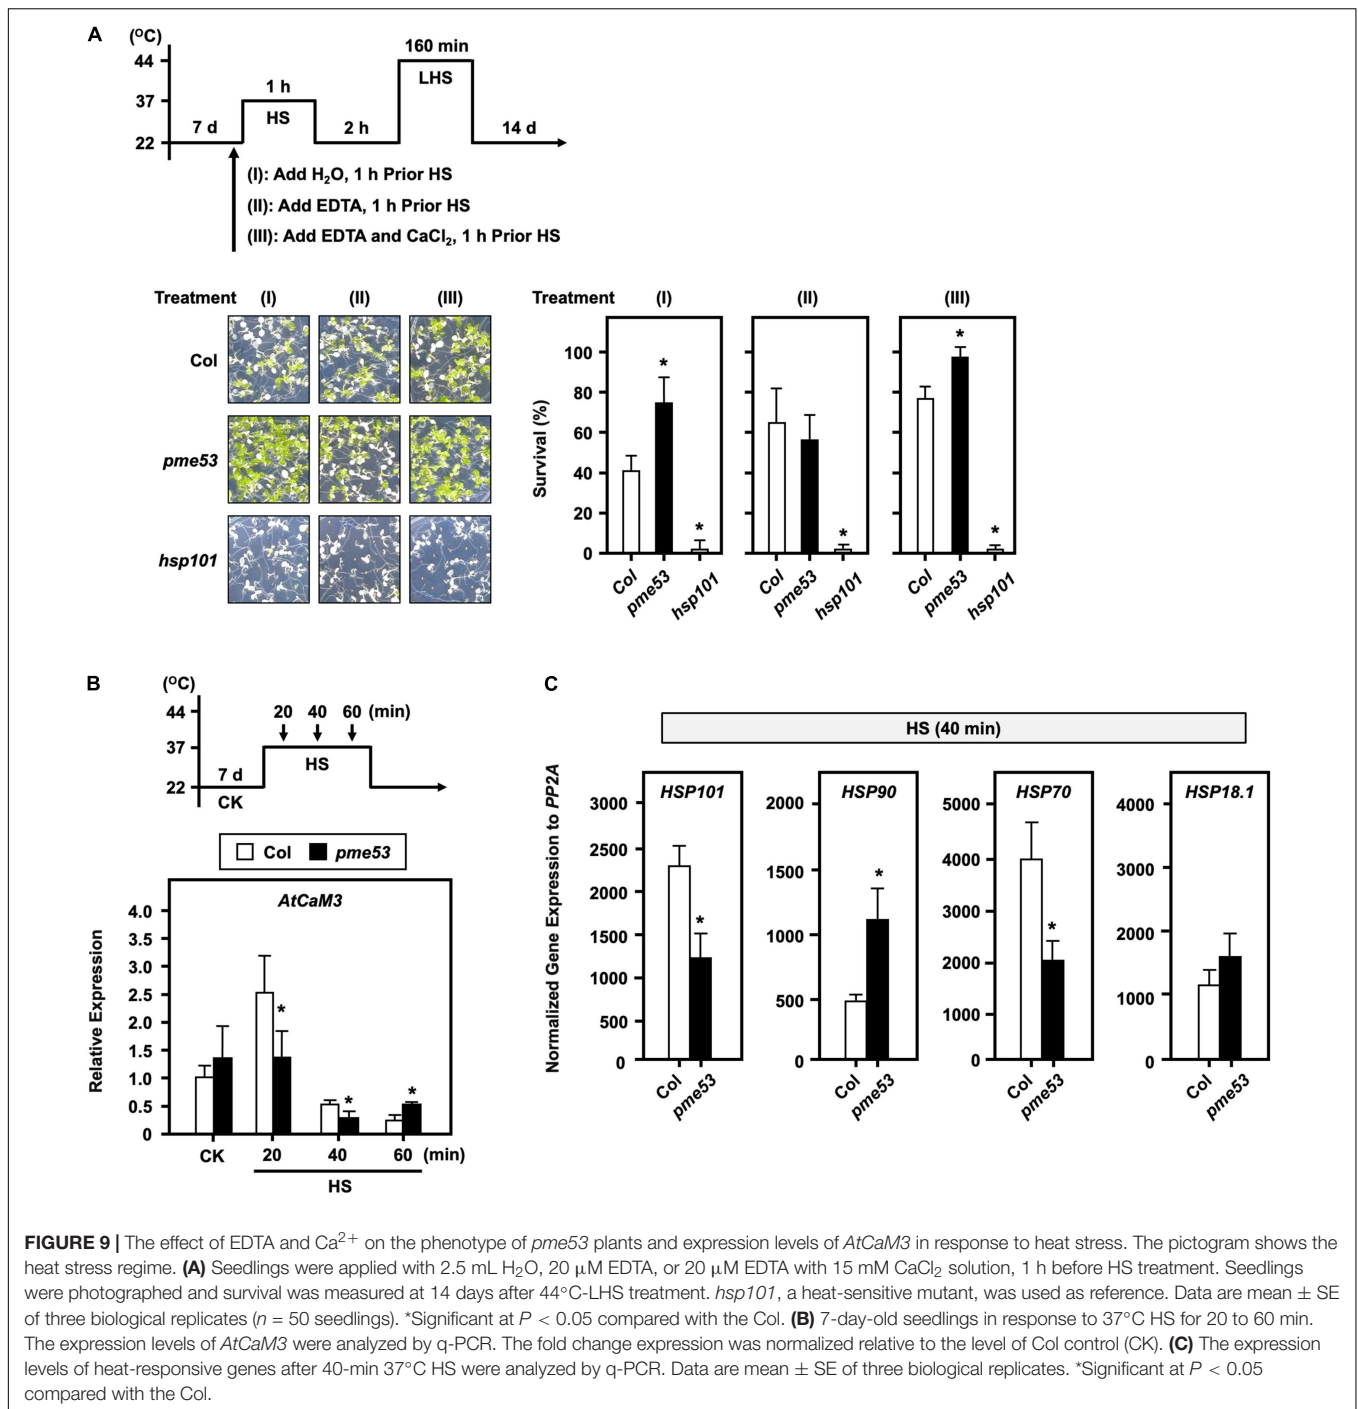 A
(°C)
44
37
22
7 d
1 h
HS
2 h
160 min
LHS
14 d
(I): Add H₂O, 1 h Prior HS
(II): Add EDTA, 1 h Prior HS
(III): Add EDTA and CaCl₂, 1 h Prior HS
Treatment (I) (II) (III)
Col
pme53
hsp101
Treatment (I) (II) (III)
Survival (%)
100
80
60
40
20
0
* * * * *
Col pme53 hsp101 Col pme53 hsp101 Col pme53 hsp101
B
(°C)
44
37
22
7 d
CK
20 40 60 (min)
HS
Col pme53
AtCaM3
Relative Expression
4.0
3.5
3.0
2.5
2.0
1.5
1.0
0.5
0
* * *
CK 20 40 60 (min)
HS
C
HS (40 min)
Normalized Gene Expression to PP2A
HSP101
3000
2500
2000
1500
1000
500
0
*
Col pme53
HSP90
2000
1500
1000
500
0
*
Col pme53
HSP70
5000
4000
3000
2000
1000
0
*
Col pme53
HSP18.1
4000
3000
2000
1000
0
Col pme53
FIGURE 9 | The effect of EDTA and Ca²⁺ on the phenotype of pme53 plants and expression levels of AtCaM3 in response to heat stress. The pictogram shows the
heat stress regime. (A) Seedlings were applied with 2.5 mL H₂O, 20 μM EDTA, or 20 μM EDTA with 15 mM CaCl₂ solution, 1 h before HS treatment. Seedlings
were photographed and survival was measured at 14 days after 44°C-LHS treatment. hsp101, a heat-sensitive mutant, was used as reference. Data are mean ± SE
of three biological replicates (n = 50 seedlings). *Significant at P < 0.05 compared with the Col. (B) 7-day-old seedlings in response to 37°C HS for 20 to 60 min.
The expression levels of AtCaM3 were analyzed by q-PCR. The fold change expression was normalized relative to the level of Col control (CK). (C) The expression
levels of heat-responsive genes after 40-min 37°C HS were analyzed by q-PCR. Data are mean ± SE of three biological replicates. *Significant at P < 0.05
compared with the Col.